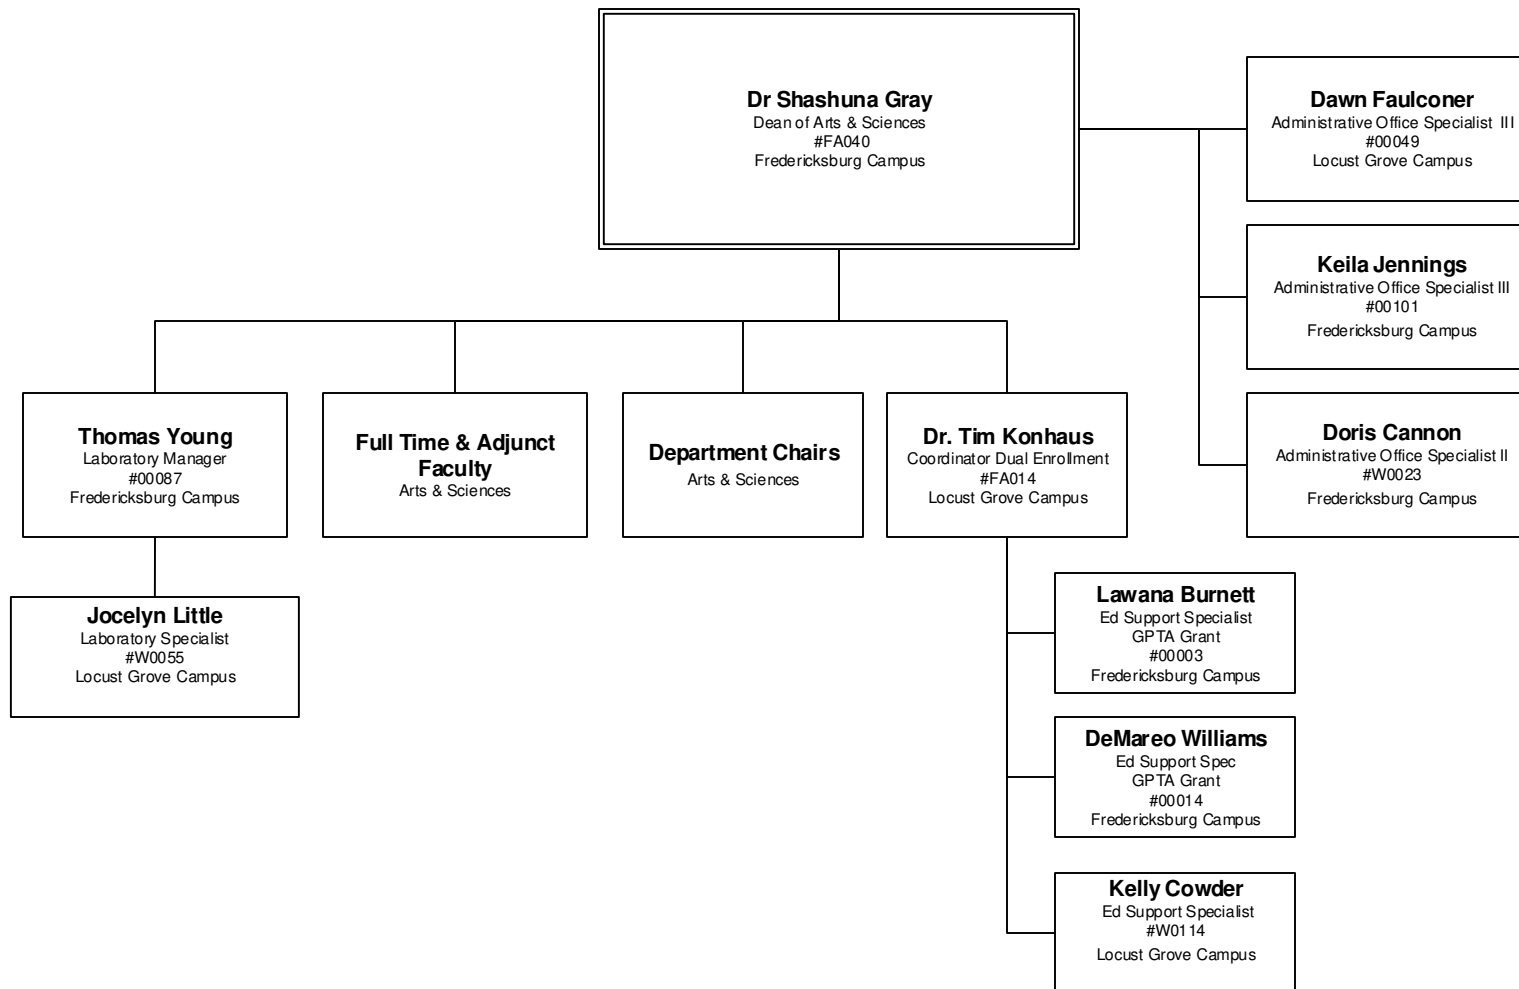 Dr Shashuna Gray
Dean of Arts & Sciences
#FA040
Fredericksburg Campus
Dawn Faulconer
Administrative Office Specialist III
#00049
Locust Grove Campus
Keila Jennings
Administrative Office Specialist III
#00101
Fredericksburg Campus
Doris Cannon
Administrative Office Specialist II
#W0023
Fredericksburg Campus
Thomas Young
Laboratory Manager
#00087
Fredericksburg Campus
Full Time & Adjunct
Faculty
Arts & Sciences
Department Chairs
Arts & Sciences
Dr. Tim Konhaus
Coordinator Dual Enrollment
#FA014
Locust Grove Campus
Jocelyn Little
Laboratory Specialist
#W0055
Locust Grove Campus
Lawana Burnett
Ed Support Specialist
GPTA Grant
#00003
Fredericksburg Campus
DeMareo Williams
Ed Support Spec
GPTA Grant
#00014
Fredericksburg Campus
Kelly Cowder
Ed Support Specialist
#W0114
Locust Grove Campus